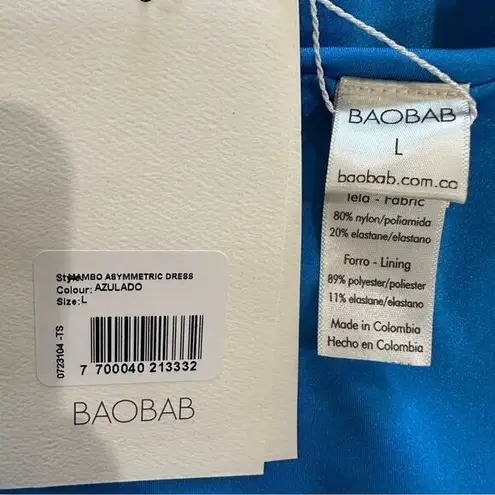 Style: MAMBO ASYMMETRIC DRESS
Colour: AZULADO
Size: L
0723104 -TS
7 700040 213332
BAOBAB
BAOBAB
L
baobab.com.co
Tela - Fabric
80% nylon/poliamida
20% elastane/elastano
Forro - Lining
89% polyester/poliester
11% elastane/elastano
Made in Colombia
Hecho en Colombia